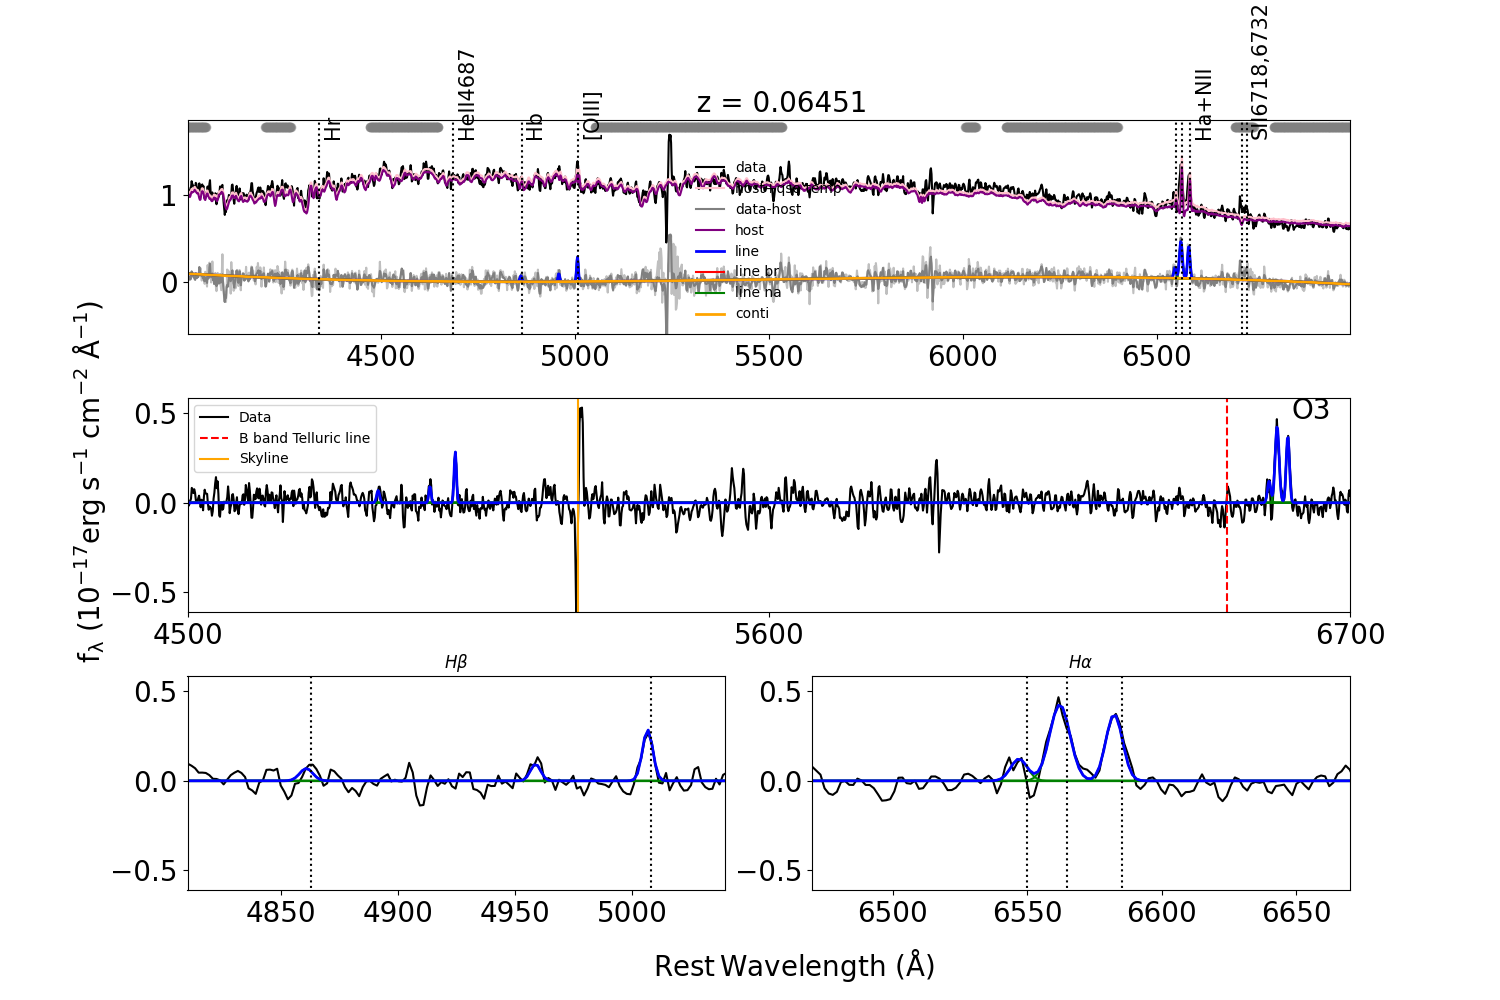 z = 0.06451
Hr
HeII4687
Hb
[OIII]
Ha+NII
SII6718,6732
data
host+qso temp
data-host
host
line
line br
line na
conti
1
0
4500 5000 5500 6000 6500
fλ (10⁻¹⁷erg s⁻¹ cm⁻² Å⁻¹)
Data
B band Telluric line
Skyline
O3
0.5
0.0
−0.5
4500 5600 6700
Hβ
0.5
0.0
−0.5
4850 4900 4950 5000
Hα
0.5
0.0
−0.5
6500 6550 6600 6650
Rest Wavelength (Å)